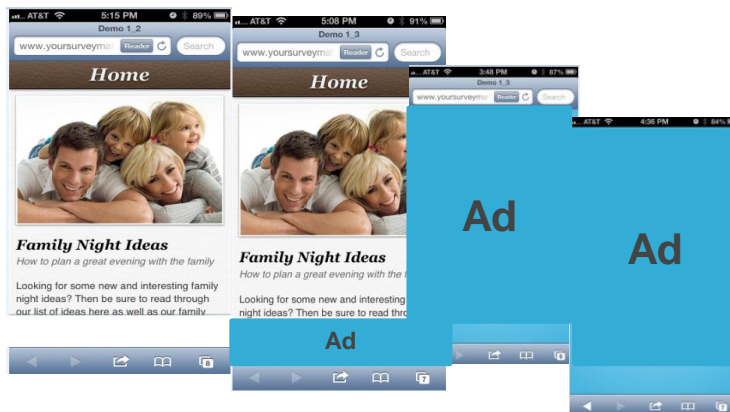 AT&T 5:15 PM 89%
Demo 1_2
www.yoursurveyma Reader Search
Home
Family Night Ideas
How to plan a great evening with the family
Looking for some new and interesting family
night ideas? Then be sure to read through
our list of ideas here as well as our family
8
AT&T 5:08 PM 91%
Demo 1_3
www.yoursurveyma Reader Search
Home
Family Night Ideas
How to plan a great evening with the f
Looking for some new and interesting
night ideas? Then be sure to read thro
Ad
7
AT&T 3:48 PM 87%
Demo 1_3
www.yoursurveyma Reader Search
Ad
AT&T 4:36 PM 84%
Ad